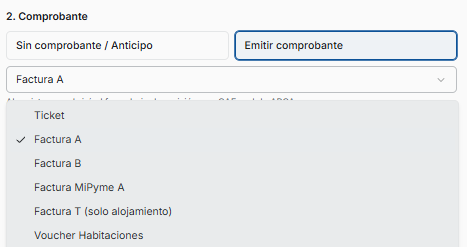 2. Comprobante
Sin comprobante / Anticipo
Emitir comprobante
Factura A
Ticket
Factura A
Factura B
Factura MiPyme A
Factura T (solo alojamiento)
Voucher Habitaciones